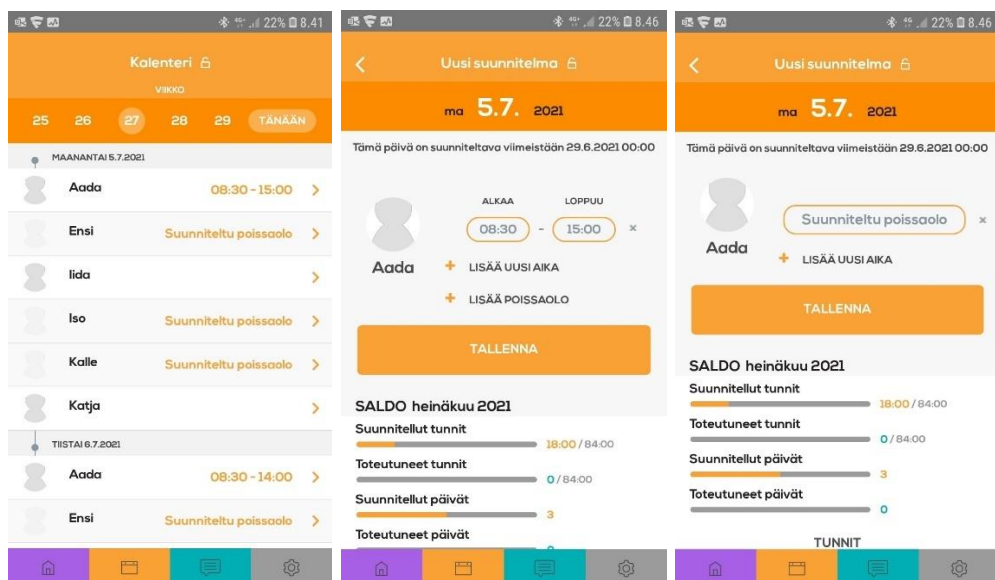 4G+ 22% 8.41
Kalenteri
VIIKKO
25 26 27 28 29 TÄNÄÄN
MAANANTAI 5.7.2021
Aada 08:30 - 15:00
Ensi Suunniteltu poissaolo
Iida
Iso Suunniteltu poissaolo
Kalle Suunniteltu poissaolo
Katja
TIISTAI 6.7.2021
Aada 08:30 - 14:00
Ensi Suunniteltu poissaolo
4G+ 22% 8.46
Uusi suunnitelma
ma 5.7. 2021
Tämä päivä on suunniteltava viimeistään 29.6.2021 00:00
ALKAA LOPPUU
08:30 - 15:00 ×
Aada
+ LISÄÄ UUSI AIKA
+ LISÄÄ POISSAOLO
TALLENNA
SALDO heinäkuu 2021
Suunnitellut tunnit
18:00 / 84:00
Toteutuneet tunnit
0 / 84:00
Suunnitellut päivät
3
Toteutuneet päivät
4G 22% 8.46
Uusi suunnitelma
ma 5.7. 2021
Tämä päivä on suunniteltava viimeistään 29.6.2021 00:00
Suunniteltu poissaolo ×
Aada
+ LISÄÄ UUSI AIKA
TALLENNA
SALDO heinäkuu 2021
Suunnitellut tunnit
18:00 / 84:00
Toteutuneet tunnit
0 / 84:00
Suunnitellut päivät
3
Toteutuneet päivät
0
TUNNIT